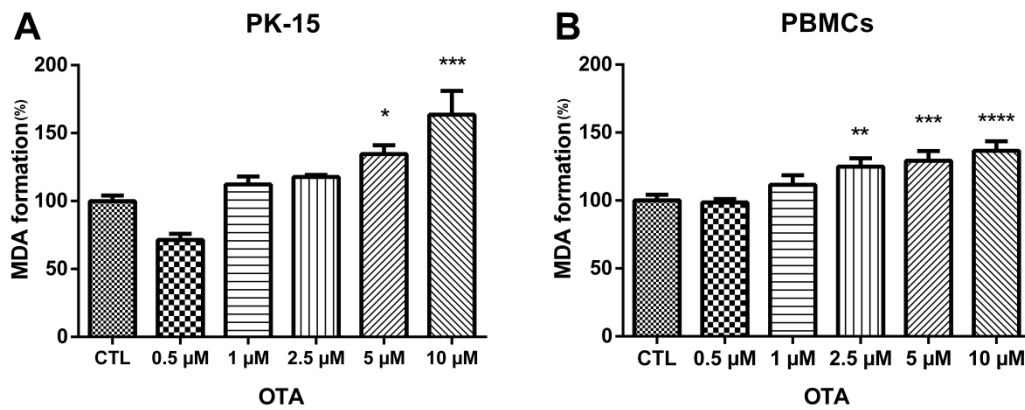 A
PK-15
MDA formation(%)
200
150
100
50
0
*
***
CTL 0.5 µM 1 µM 2.5 µM 5 µM 10 µM
OTA
B
PBMCs
MDA formation(%)
200
150
100
50
0
**
***
****
CTL 0.5 µM 1 µM 2.5 µM 5 µM 10 µM
OTA